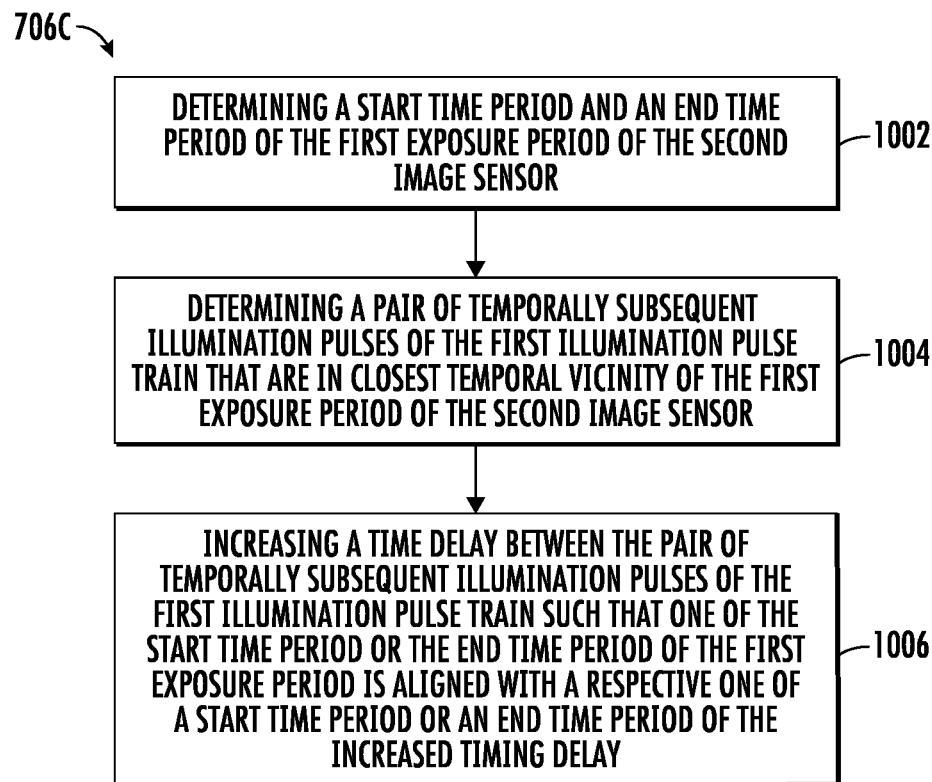 706C
DETERMINING A START TIME PERIOD AND AN END TIME
PERIOD OF THE FIRST EXPOSURE PERIOD OF THE SECOND
IMAGE SENSOR
1002
DETERMINING A PAIR OF TEMPORALLY SUBSEQUENT
ILLUMINATION PULSES OF THE FIRST ILLUMINATION PULSE
TRAIN THAT ARE IN CLOSEST TEMPORAL VICINITY OF THE FIRST
EXPOSURE PERIOD OF THE SECOND IMAGE SENSOR
1004
INCREASING A TIME DELAY BETWEEN THE PAIR OF
TEMPORALLY SUBSEQUENT ILLUMINATION PULSES OF THE
FIRST ILLUMINATION PULSE TRAIN SUCH THAT ONE OF THE
START TIME PERIOD OR THE END TIME PERIOD OF THE FIRST
EXPOSURE PERIOD IS ALIGNED WITH A RESPECTIVE ONE OF
A START TIME PERIOD OR AN END TIME PERIOD OF THE
INCREASED TIMING DELAY
1006